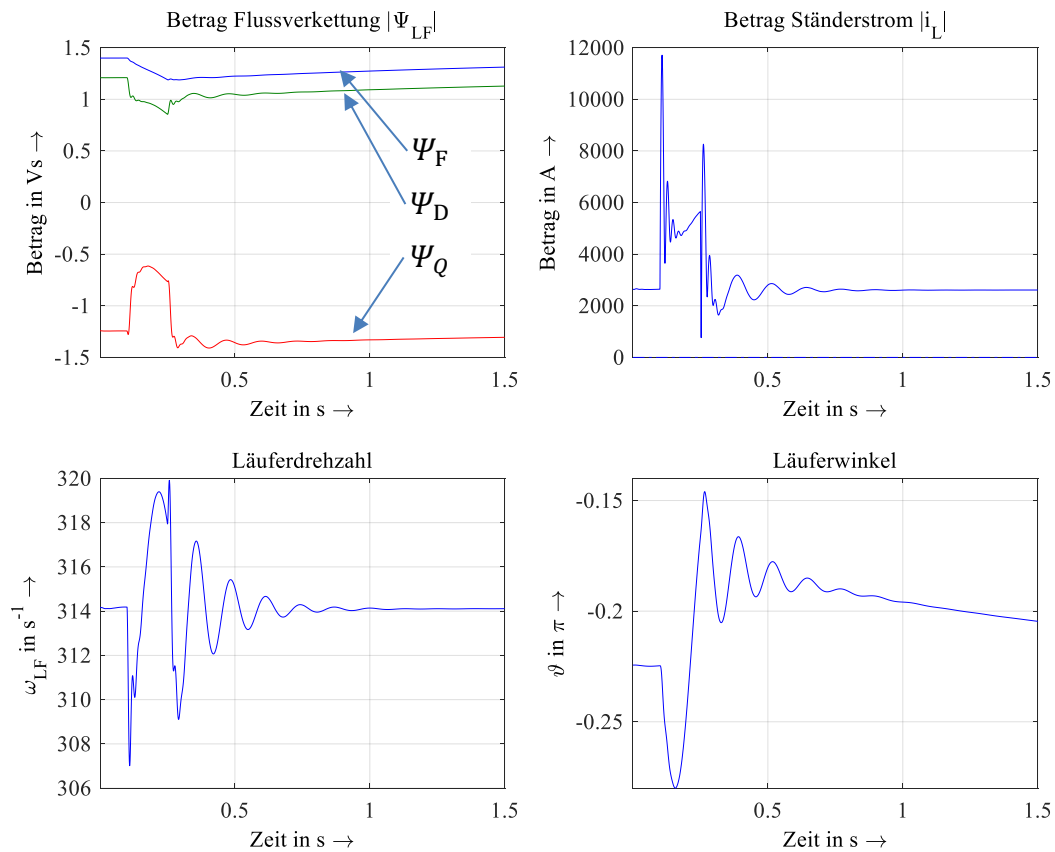 Betrag Flussverkettung |Ψ_LF|
1.5
1
0.5
0
-0.5
-1
-1.5
Betrag in Vs →
Ψ_F
Ψ_D
Ψ_Q
0.5 1 1.5
Zeit in s →
Betrag Ständerstrom |i_L|
12000
10000
8000
6000
4000
2000
0
Betrag in A →
0.5 1 1.5
Zeit in s →
Läuferdrehzahl
320
318
316
314
312
310
308
306
ω_LF in s⁻¹ →
0.5 1 1.5
Zeit in s →
Läuferwinkel
-0.15
-0.2
-0.25
ϑ in π →
0.5 1 1.5
Zeit in s →